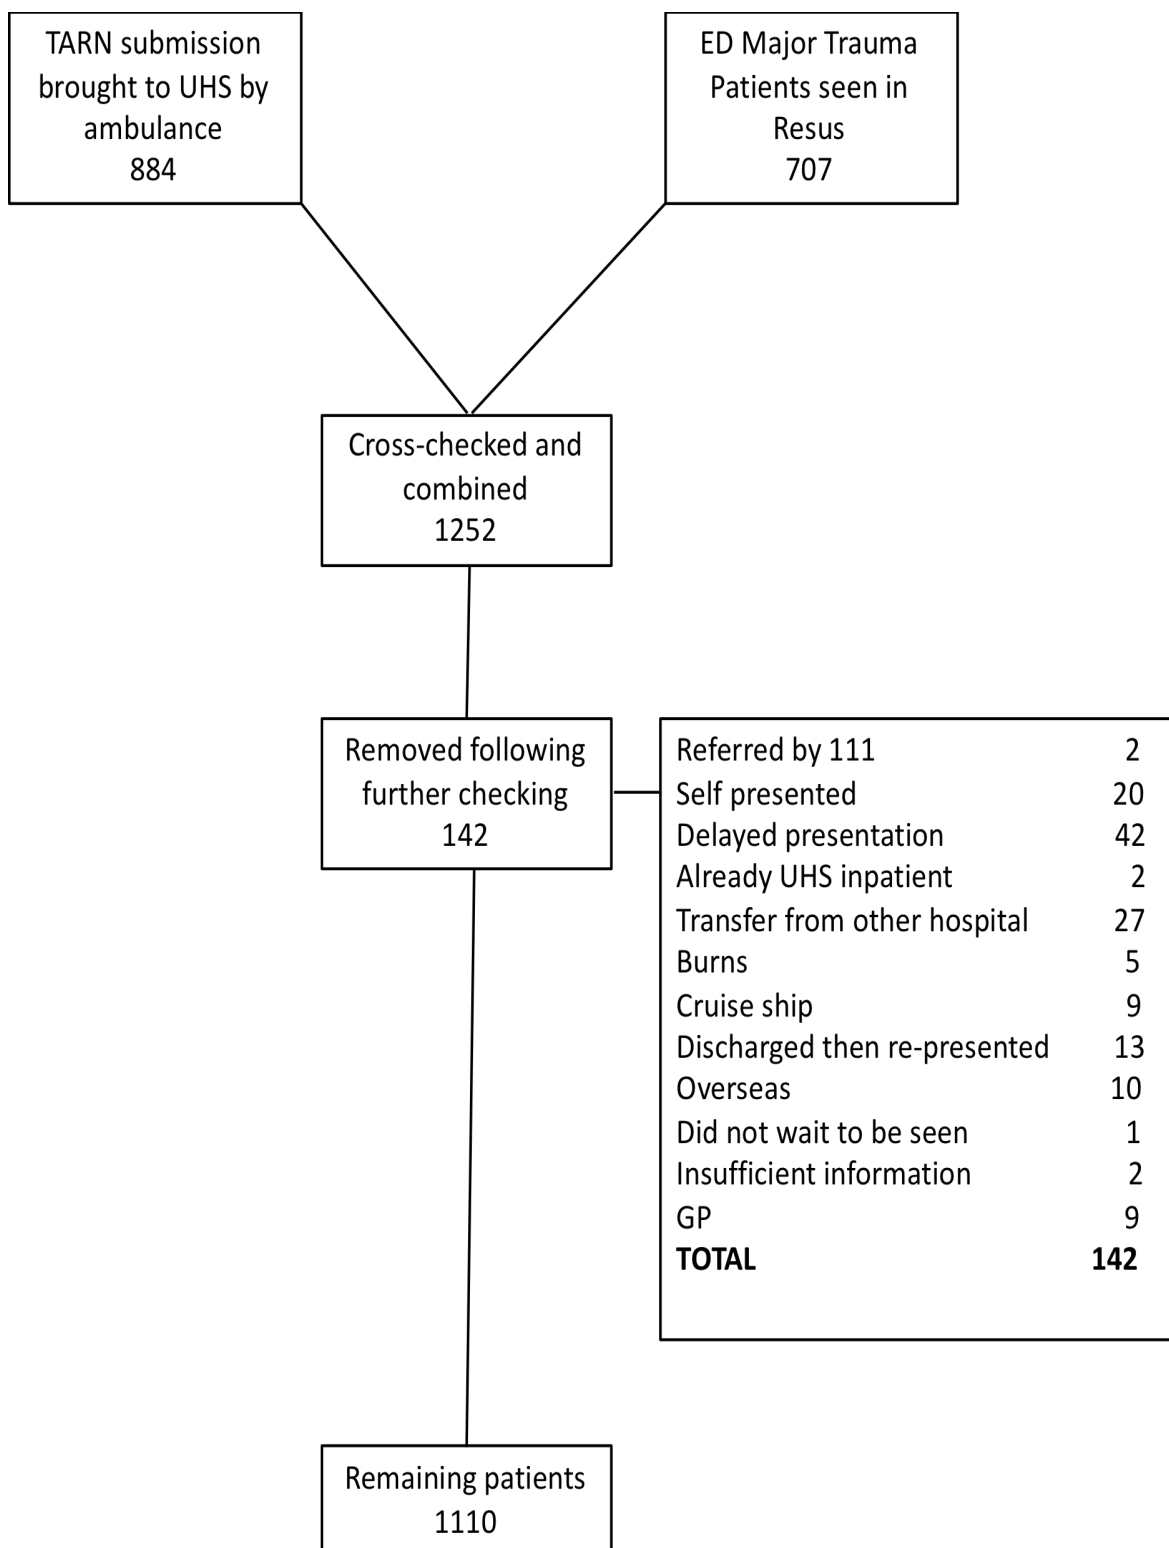 TARN submission
brought to UHS by
ambulance
884
ED Major Trauma
Patients seen in
Resus
707
Cross-checked and
combined
1252
Removed following
further checking
142
Referred by 111 2
Self presented 20
Delayed presentation 42
Already UHS inpatient 2
Transfer from other hospital 27
Burns 5
Cruise ship 9
Discharged then re-presented 13
Overseas 10
Did not wait to be seen 1
Insufficient information 2
GP 9
TOTAL 142
Remaining patients
1110